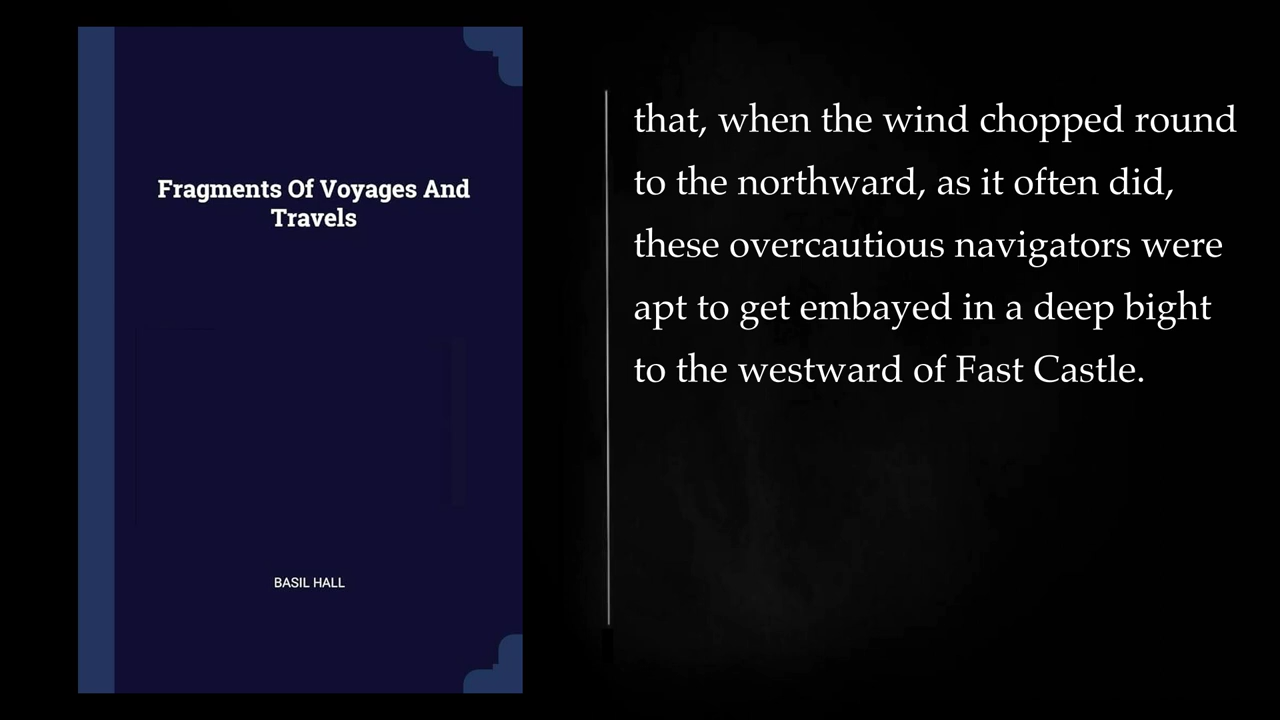 Fragments Of Voyages And
Travels
BASIL HALL
that, when the wind chopped round
to the northward, as it often did,
these overcautious navigators were
apt to get embayed in a deep bight
to the westward of Fast Castle.